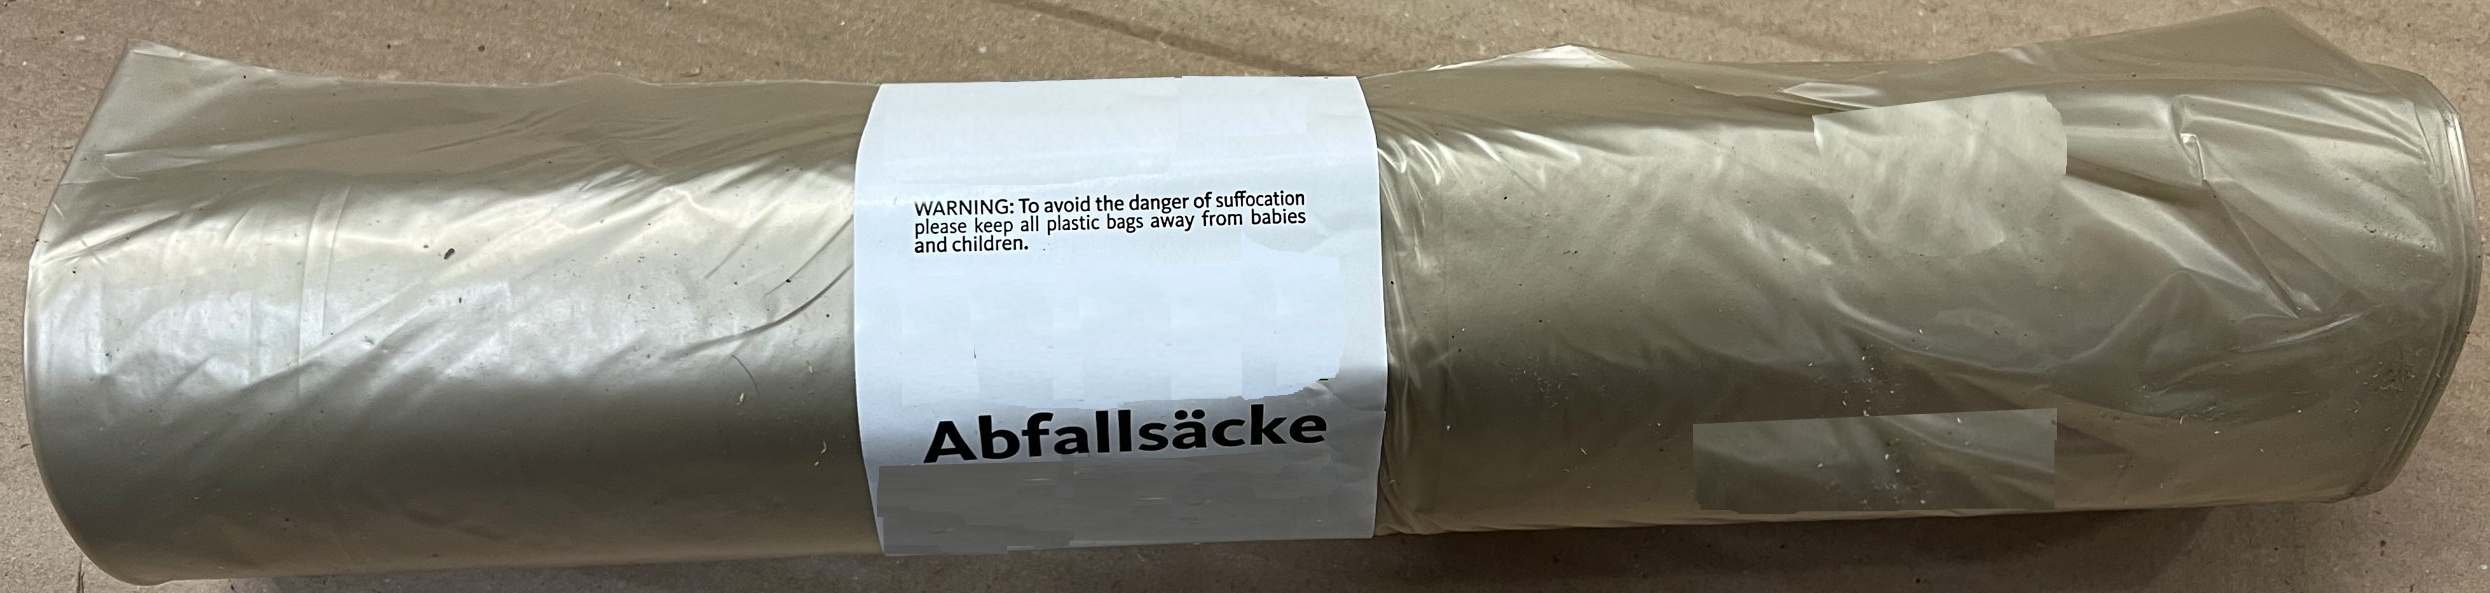 WARNING: To avoid the danger of suffocation
please keep all plastic bags away from babies
and children.
Abfallsäcke